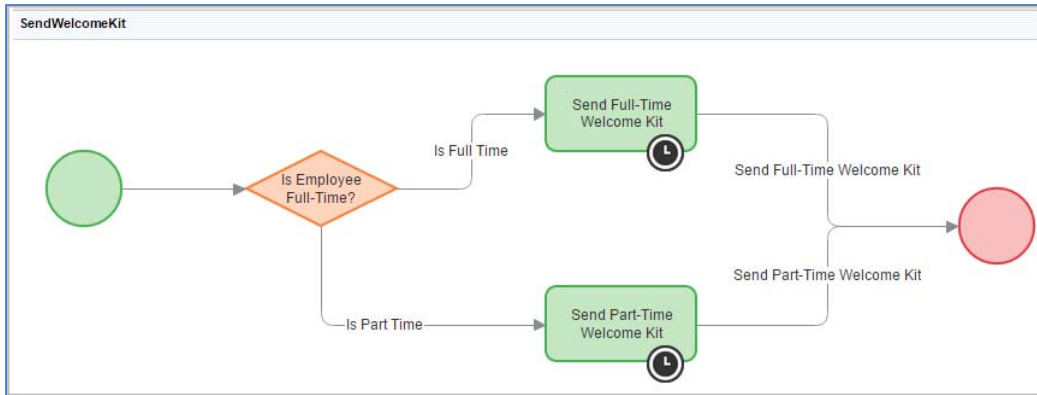 SendWelcomeKit
Send Full-Time
Welcome Kit
Is Full Time
Send Full-Time Welcome Kit
Is Employee
Full-Time?
Send Part-Time Welcome Kit
Is Part Time
Send Part-Time
Welcome Kit